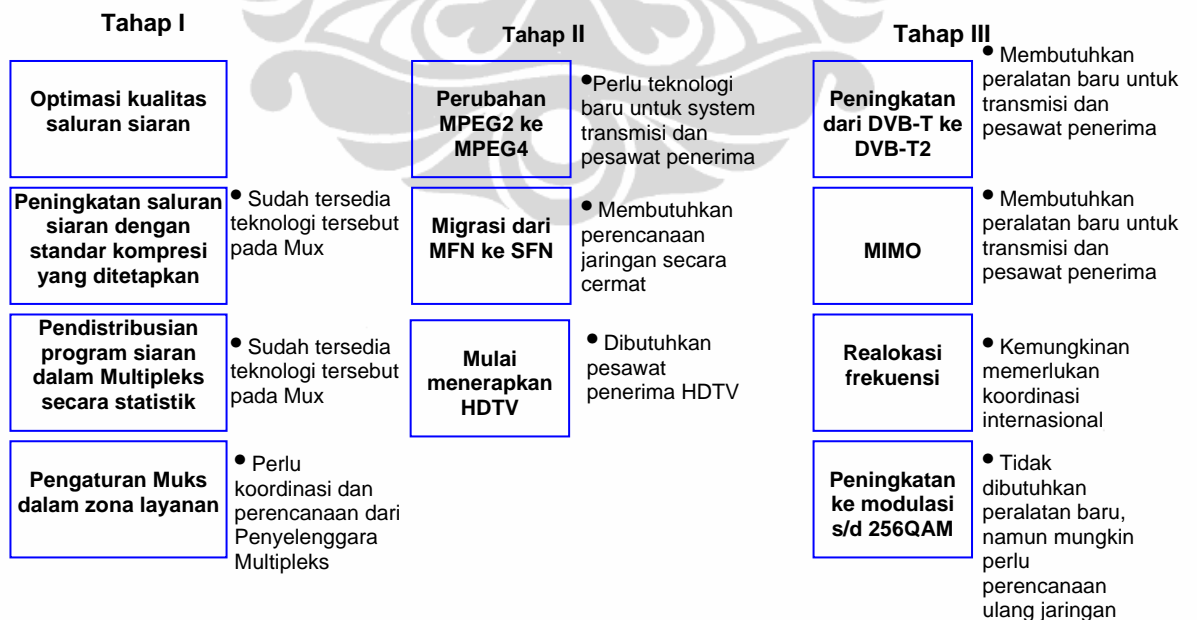 Tahap I
Optimasi kualitas
saluran siaran
Peningkatan saluran
siaran dengan
standar kompresi
yang ditetapkan
● Sudah tersedia
teknologi tersebut
pada Mux
Pendistribusian
program siaran
dalam Multipleks
secara statistik
● Sudah tersedia
teknologi tersebut
pada Mux
Pengaturan Muks
dalam zona layanan
● Perlu
koordinasi dan
perencanaan dari
Penyelenggara
Multipleks
Tahap II
Perubahan
MPEG2 ke
MPEG4
●Perlu teknologi
baru untuk system
transmisi dan
pesawat penerima
Migrasi dari
MFN ke SFN
● Membutuhkan
perencanaan
jaringan secara
cermat
Mulai
menerapkan
HDTV
● Dibutuhkan
pesawat
penerima HDTV
Tahap III
Peningkatan
dari DVB-T ke
DVB-T2
● Membutuhkan
peralatan baru untuk
transmisi dan
pesawat penerima
MIMO
● Membutuhkan
peralatan baru untuk
transmisi dan
pesawat penerima
Realokasi
frekuensi
● Kemungkinan
memerlukan
koordinasi
internasional
Peningkatan
ke modulasi
s/d 256QAM
● Tidak
dibutuhkan
peralatan baru,
namun mungkin
perlu
perencanaan
ulang jaringan